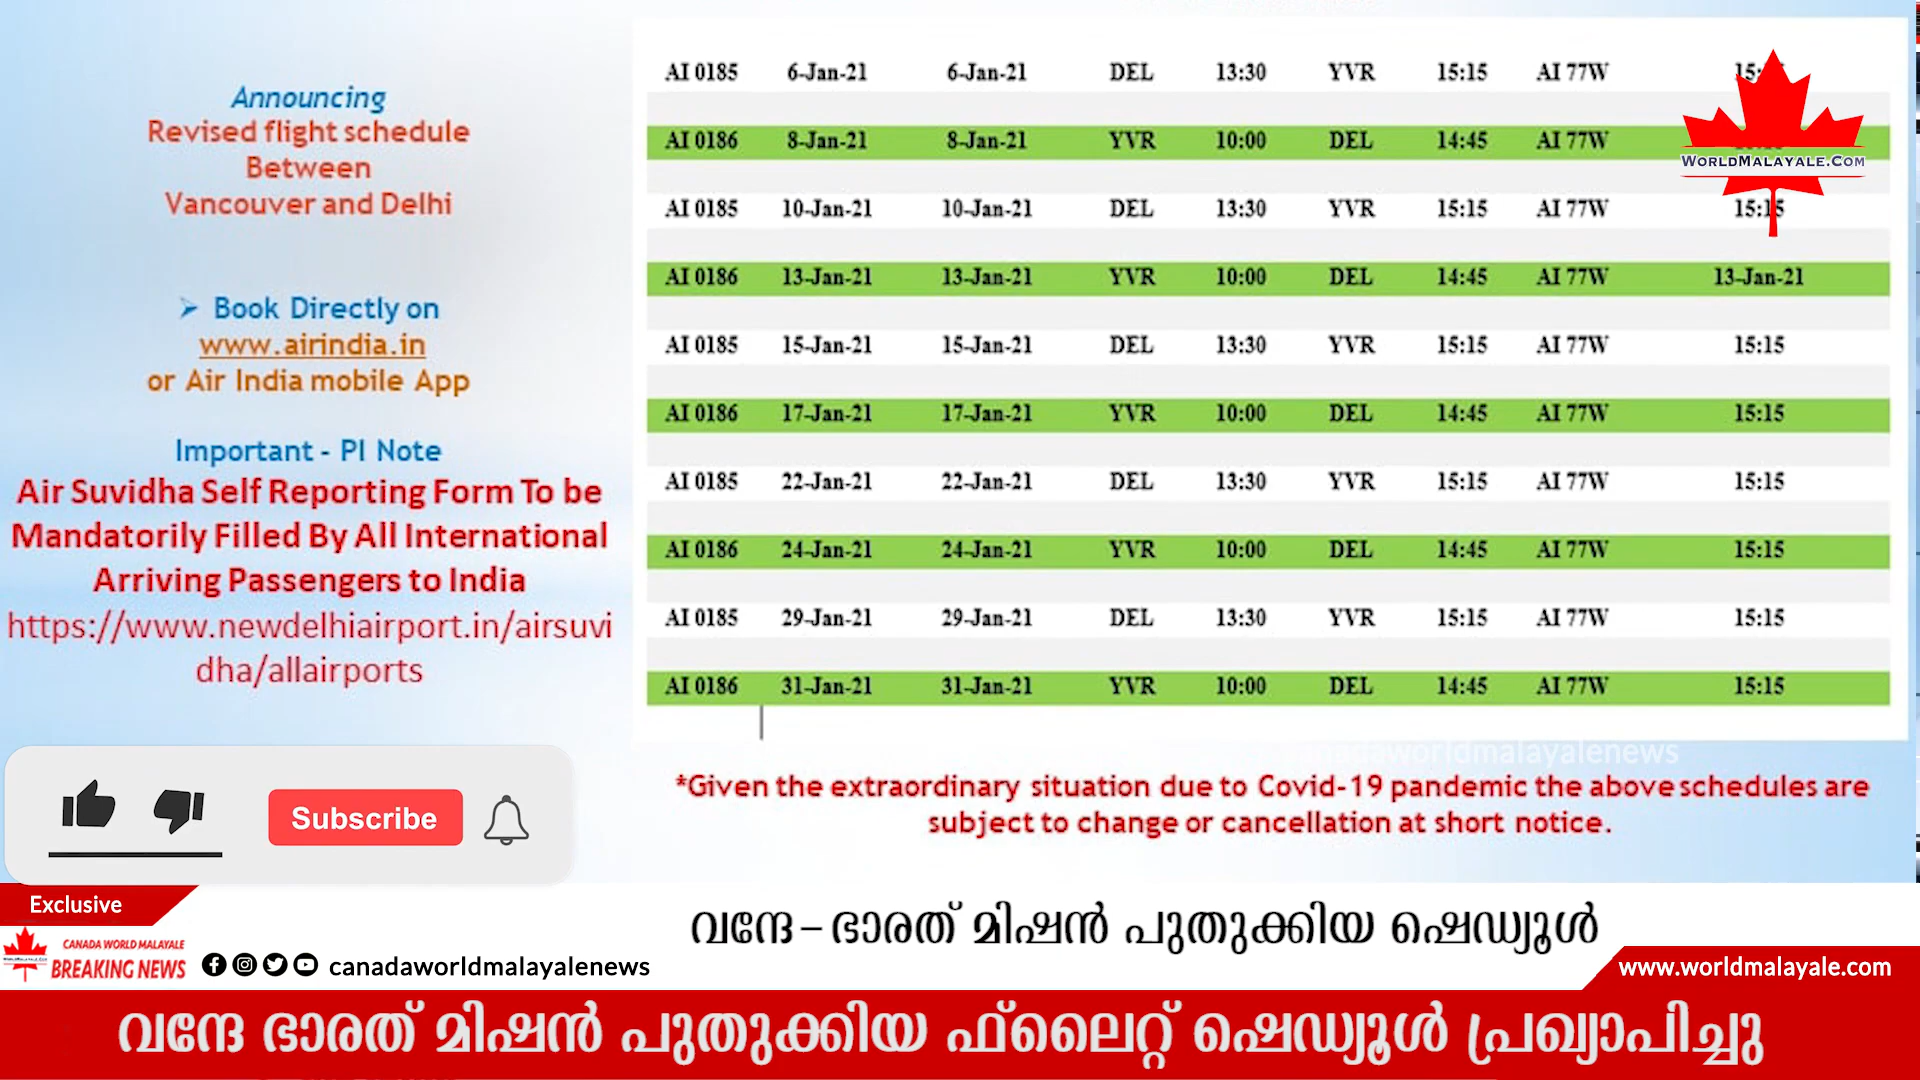 Announcing
Revised flight schedule
Between
Vancouver and Delhi
➢ Book Directly on
www.airindia.in
or Air India mobile App
Important - PI Note
Air Suvidha Self Reporting Form To be
Mandatorily Filled By All International
Arriving Passengers to India
https://www.newdelhiairport.in/airsuvi
dha/allairports
AI 0185 6-Jan-21 6-Jan-21 DEL 13:30 YVR 15:15 AI 77W
AI 0186 8-Jan-21 8-Jan-21 YVR 10:00 DEL 14:45 AI 77W
AI 0185 10-Jan-21 10-Jan-21 DEL 13:30 YVR 15:15 AI 77W 15:15
AI 0186 13-Jan-21 13-Jan-21 YVR 10:00 DEL 14:45 AI 77W 13-Jan-21
AI 0185 15-Jan-21 15-Jan-21 DEL 13:30 YVR 15:15 AI 77W 15:15
AI 0186 17-Jan-21 17-Jan-21 YVR 10:00 DEL 14:45 AI 77W 15:15
AI 0185 22-Jan-21 22-Jan-21 DEL 13:30 YVR 15:15 AI 77W 15:15
AI 0186 24-Jan-21 24-Jan-21 YVR 10:00 DEL 14:45 AI 77W 15:15
AI 0185 29-Jan-21 29-Jan-21 DEL 13:30 YVR 15:15 AI 77W 15:15
AI 0186 31-Jan-21 31-Jan-21 YVR 10:00 DEL 14:45 AI 77W 15:15
WORLDMALAYALE.COM
canadaworldmalayalenews
*Given the extraordinary situation due to Covid-19 pandemic the above schedules are
subject to change or cancellation at short notice.
Subscribe
Exclusive
വന്ദേ-ഭാരത് മിഷൻ പുതുക്കിയ ഷെഡ്യൂൾ
CANADA WORLD MALAYALE
BREAKING NEWS
canadaworldmalayalenews
www.worldmalayale.com
വന്ദേ ഭാരത് മിഷൻ പുതുക്കിയ ഫ്ലൈറ്റ് ഷെഡ്യൂൾ പ്രഖ്യാപിച്ചു